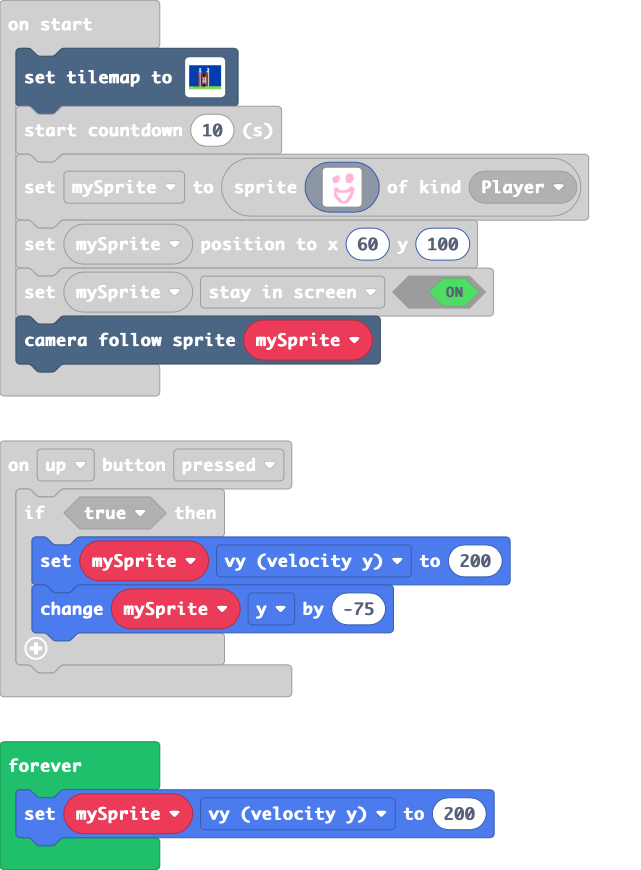 on start
set tilemap to
start countdown 10 (s)
set mySprite to sprite of kind Player
set mySprite position to x 60 y 100
set mySprite stay in screen ON
camera follow sprite mySprite
on up button pressed
if true then
set mySprite vy (velocity y) to 200
change mySprite y by -75
forever
set mySprite vy (velocity y) to 200